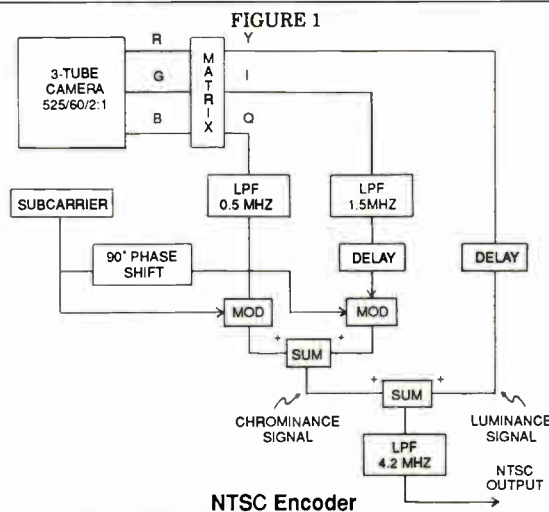 FIGURE 1
R
Y
3-TUBE
CAMERA
525/60/2:1
G
MATRIX
I
B
Q
SUBCARRIER
LPF
0.5 MHZ
LPF
1.5MHZ
90° PHASE
SHIFT
DELAY
DELAY
MOD
MOD
+
SUM
+
+
SUM
+
CHROMINANCE
SIGNAL
LUMINANCE
SIGNAL
LPF
4.2 MHZ
NTSC
OUTPUT
NTSC Encoder